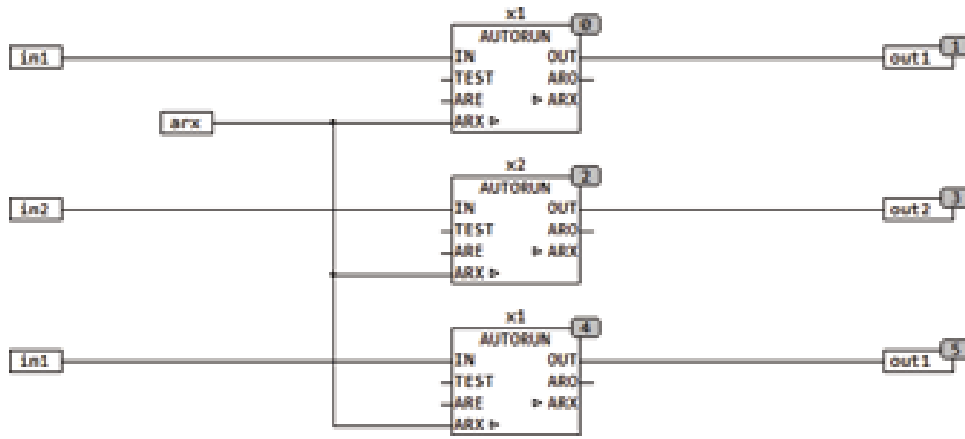 x1
0
AUTORUN
in1 IN OUT out1 1
TEST ARO
ARE ▷ ARX
arx ARX ▷
x2
2
AUTORUN
in2 IN OUT out2 3
TEST ARO
ARE ▷ ARX
ARX ▷
x1
4
AUTORUN
in1 IN OUT out1 5
TEST ARO
ARE ▷ ARX
ARX ▷